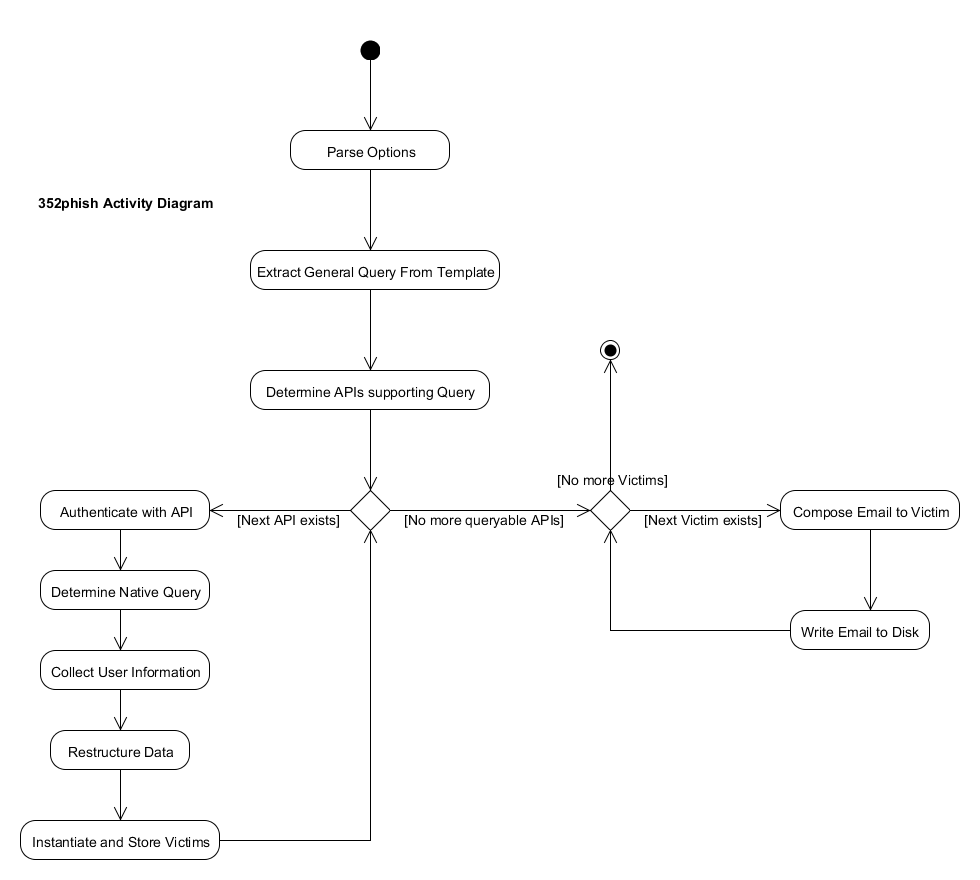 Parse Options
352phish Activity Diagram
Extract General Query From Template
Determine APIs supporting Query
[No more Victims]
Authenticate with API
[Next API exists]
[No more queryable APIs]
[Next Victim exists]
Compose Email to Victim
Determine Native Query
Write Email to Disk
Collect User Information
Restructure Data
Instantiate and Store Victims